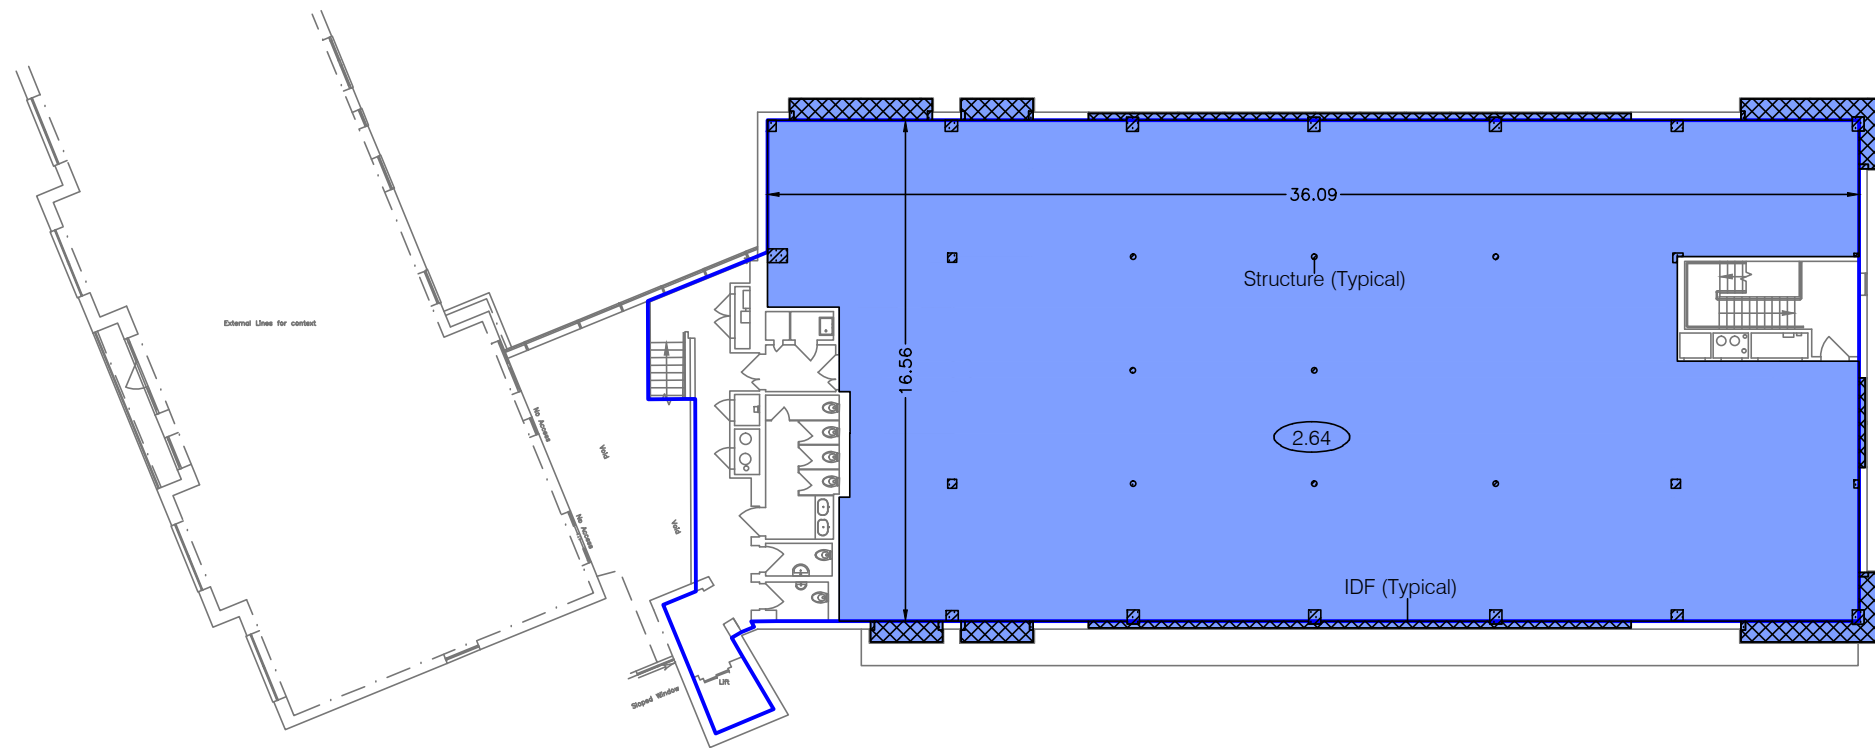 36.09
Structure (Typical)
External Lines for context
16.56
No Access
Void
2.64
Void
No Access
IDF (Typical)
Lift
Sloped Window